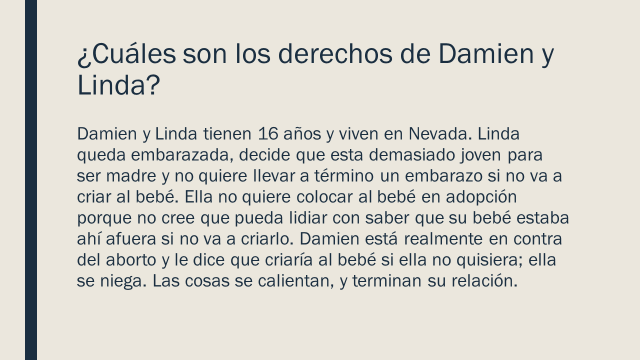 ¿Cuáles son los derechos de Damien y
Linda?
Damien y Linda tienen 16 años y viven en Nevada. Linda
queda embarazada, decide que esta demasiado joven para
ser madre y no quiere llevar a término un embarazo si no va a
criar al bebé. Ella no quiere colocar al bebé en adopción
porque no cree que pueda lidiar con saber que su bebé estaba
ahí afuera si no va a criarlo. Damien está realmente en contra
del aborto y le dice que criaría al bebé si ella no quisiera; ella
se niega. Las cosas se calientan, y terminan su relación.